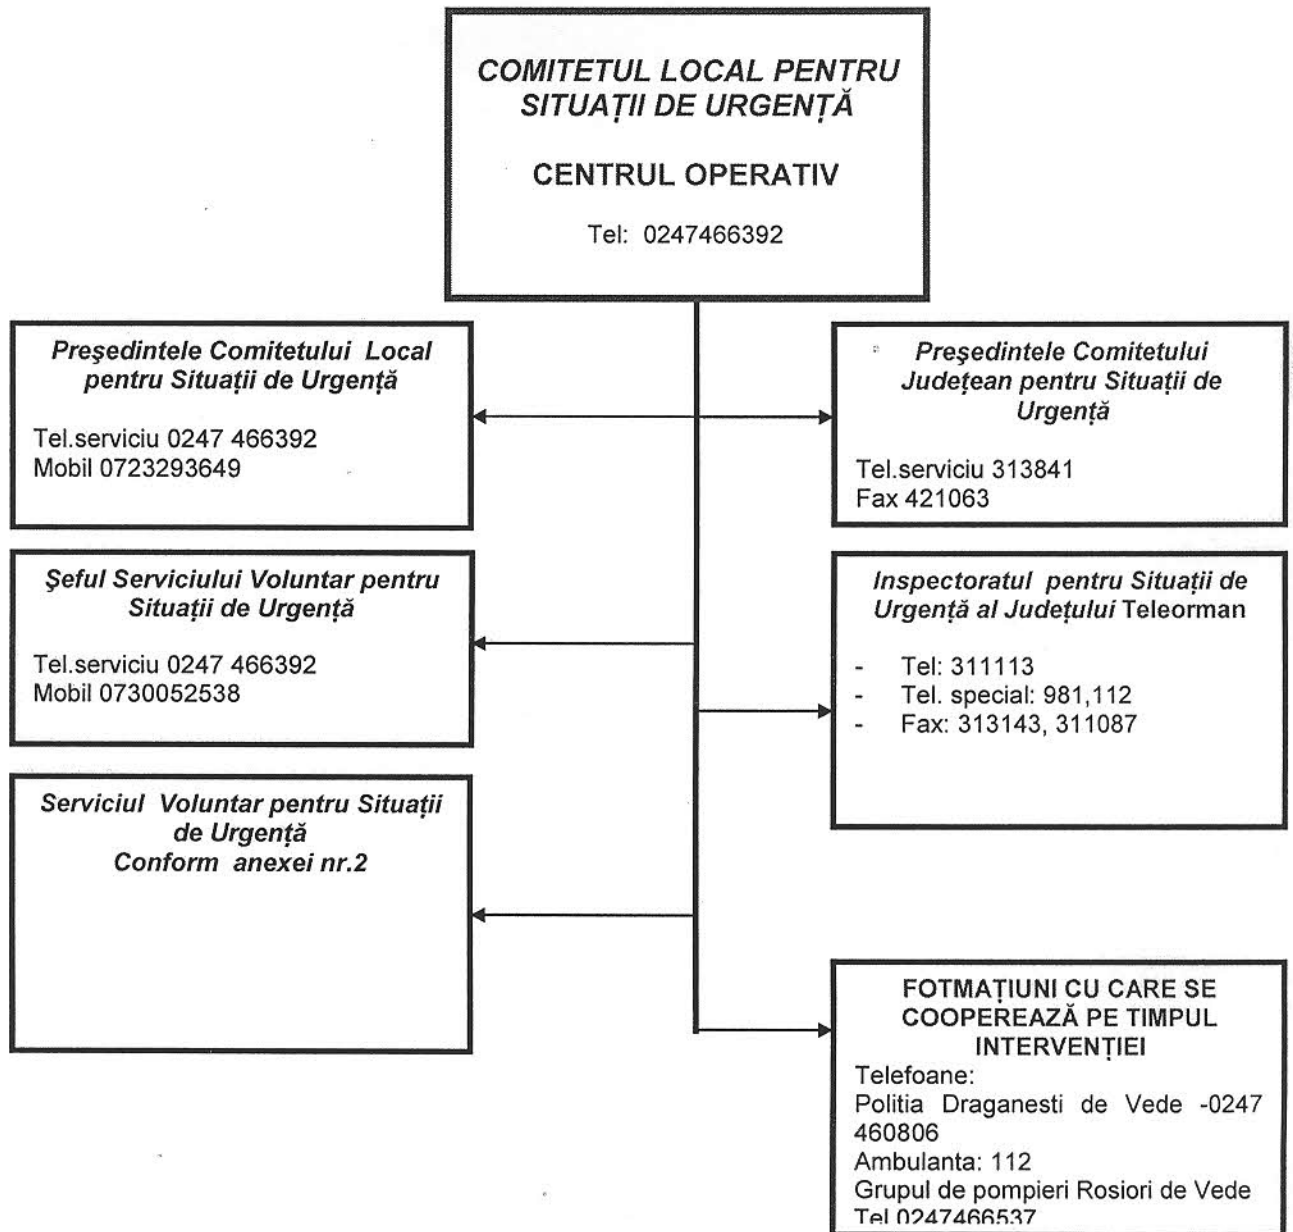 COMITETUL LOCAL PENTRU
SITUAȚII DE URGENȚĂ
CENTRUL OPERATIV
Tel: 0247466392
Preşedintele Comitetului Local
pentru Situații de Urgență
Tel.serviciu 0247 466392
Mobil 0723293649
Preşedintele Comitetului
Județean pentru Situații de
Urgență
Tel.serviciu 313841
Fax 421063
Şeful Serviciului Voluntar pentru
Situații de Urgență
Tel.serviciu 0247 466392
Mobil 0730052538
Inspectoratul pentru Situații de
Urgență al Județului Teleorman
- Tel: 311113
- Tel. special: 981,112
- Fax: 313143, 311087
Serviciul Voluntar pentru Situații
de Urgență
Conform anexei nr.2
FOTMAȚIUNI CU CARE SE
COOPEREAZĂ PE TIMPUL
INTERVENȚIEI
Telefoane:
Politia Draganesti de Vede -0247
460806
Ambulanta: 112
Grupul de pompieri Rosiori de Vede
Tel 0247466537